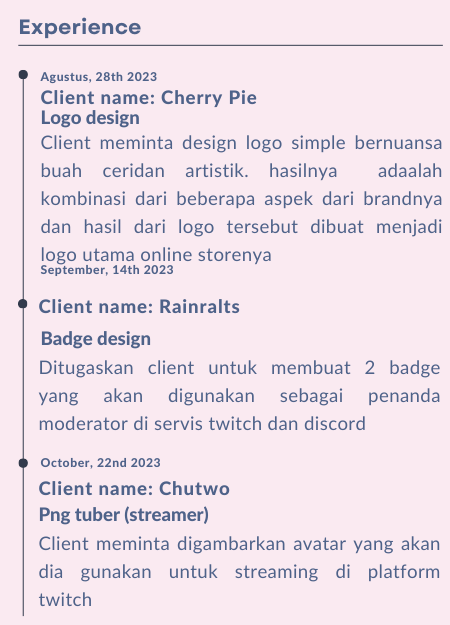 Experience
Agustus, 28th 2023
Client name: Cherry Pie
Logo design
Client meminta design logo simple bernuansa
buah ceridan artistik. hasilnya adaalah
kombinasi dari beberapa aspek dari brandnya
dan hasil dari logo tersebut dibuat menjadi
logo utama online storenya
September, 14th 2023
Client name: Rainralts
Badge design
Ditugaskan client untuk membuat 2 badge
yang akan digunakan sebagai penanda
moderator di servis twitch dan discord
October, 22nd 2023
Client name: Chutwo
Png tuber (streamer)
Client meminta digambarkan avatar yang akan
dia gunakan untuk streaming di platform
twitch